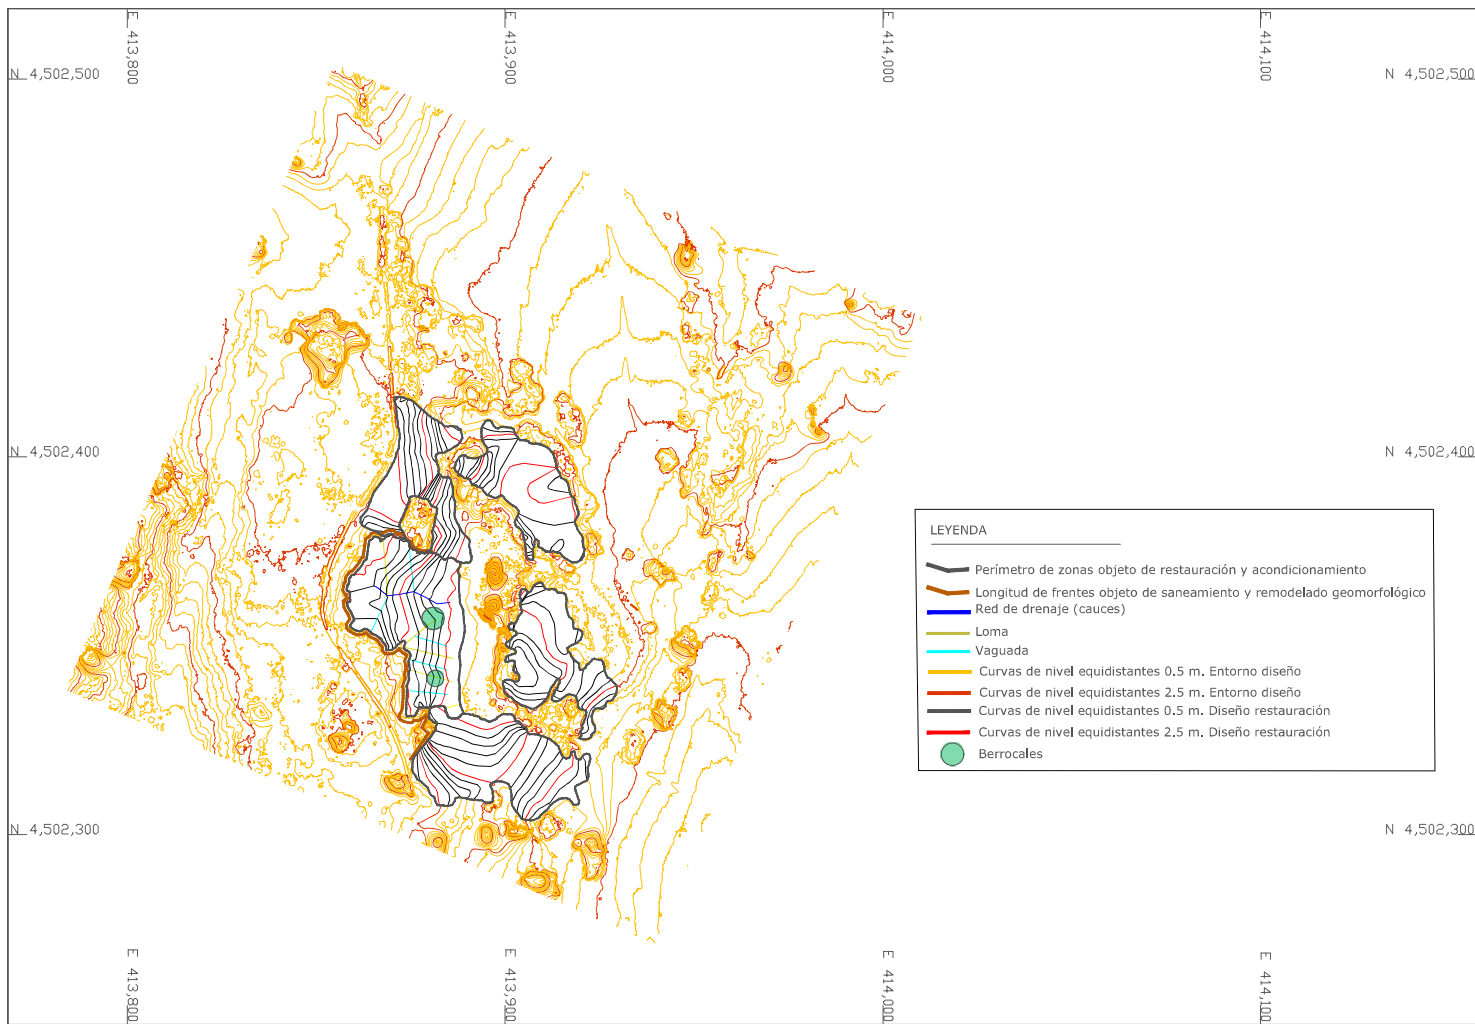 E 413,800
E 413,900
E 414,000
E 414,100
N 4,502,500
N 4,502,500
N 4,502,400
N 4,502,400
LEYENDA
Perímetro de zonas objeto de restauración y acondicionamiento
Longitud de frentes objeto de saneamiento y remodelado geomorfológico
Red de drenaje (cauces)
Loma
Vaguada
Curvas de nivel equidistantes 0.5 m. Entorno diseño
Curvas de nivel equidistantes 2.5 m. Entorno diseño
Curvas de nivel equidistantes 0.5 m. Diseño restauración
Curvas de nivel equidistantes 2.5 m. Diseño restauración
Berrocales
N 4,502,300
N 4,502,300
E 413,800
E 413,900
E 414,000
E 414,100